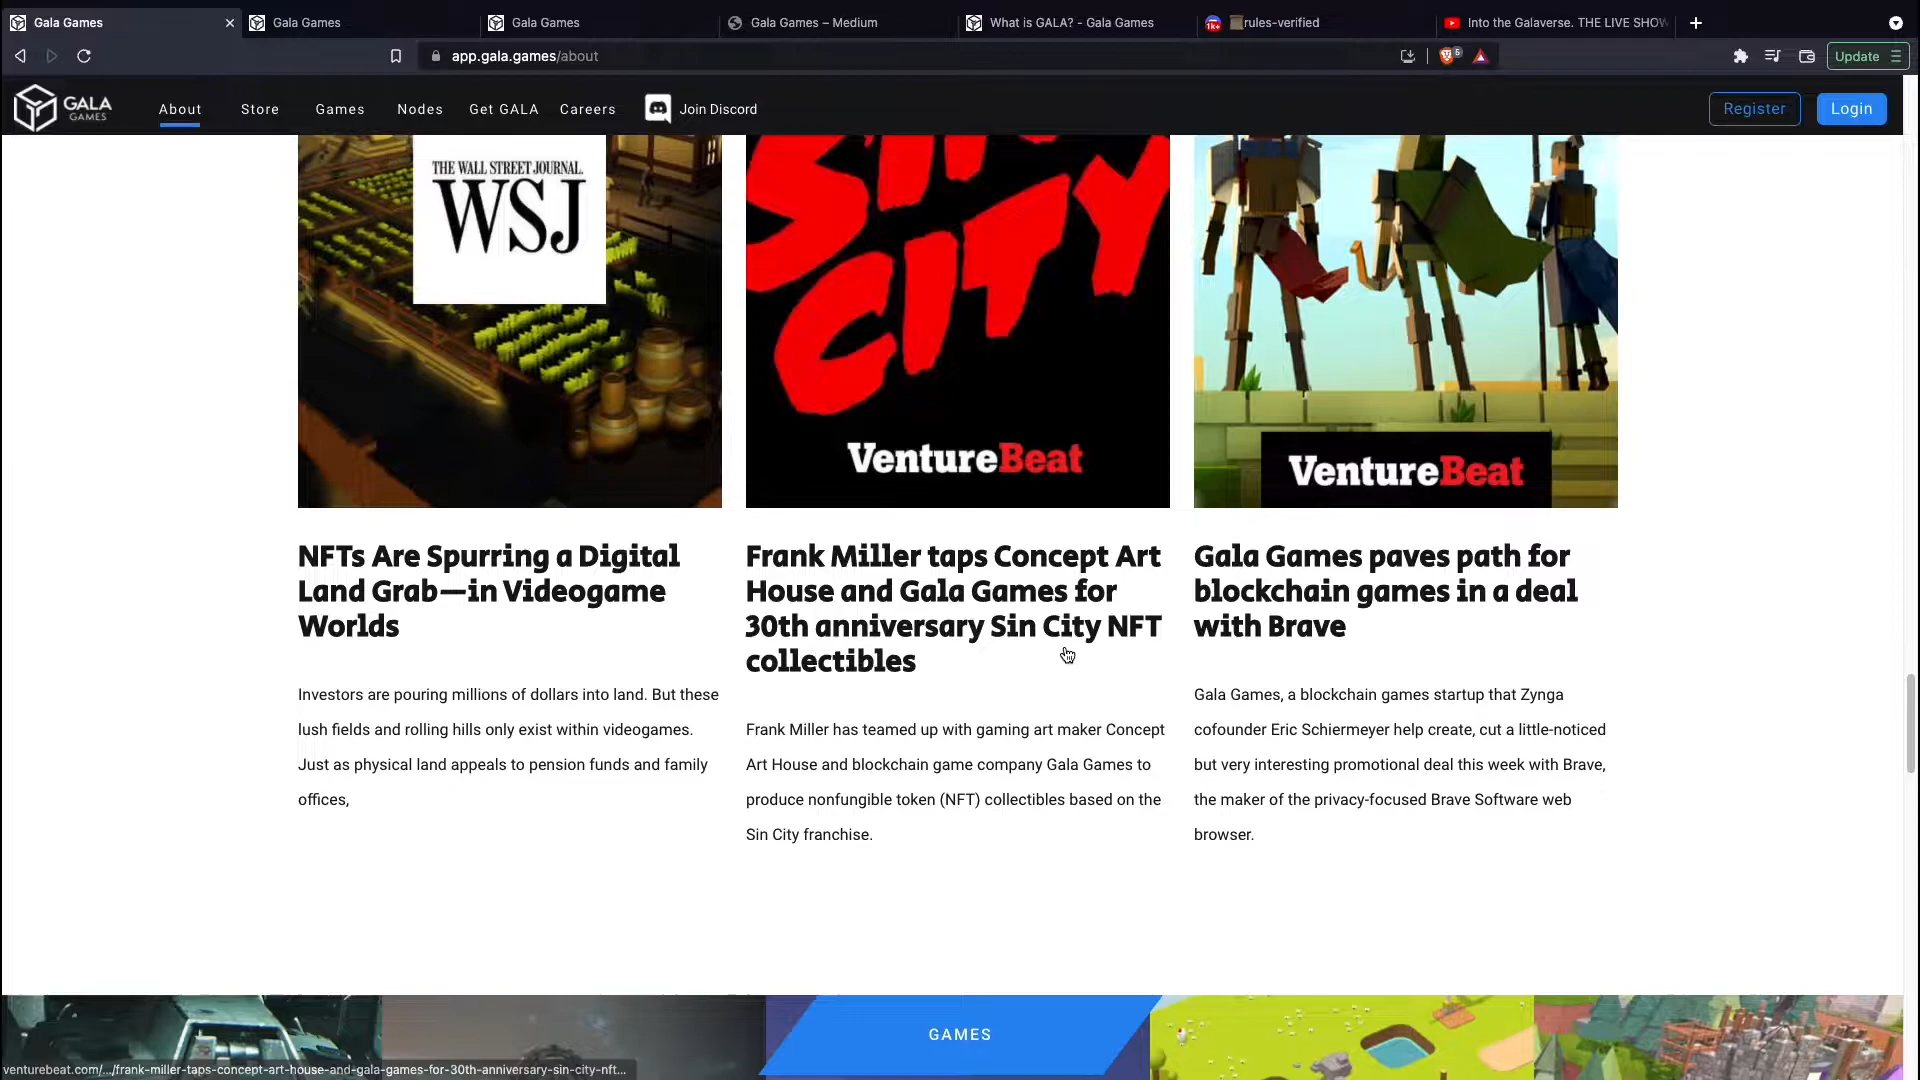 Gala Games
Gala Games
Gala Games
Gala Games – Medium
What is GALA? - Gala Games
1k+
rules-verified
Into the Galaverse. THE LIVE SHOW
app.gala.games/about
5
Update
GALA
GAMES
About
Store
Games
Nodes
Get GALA
Careers
Join Discord
Register
Login
THE WALL STREET JOURNAL.
WSJ
SIN
CITY
VentureBeat
VentureBeat
NFTs Are Spurring a Digital
Land Grab—in Videogame
Worlds
Investors are pouring millions of dollars into land. But these
lush fields and rolling hills only exist within videogames.
Just as physical land appeals to pension funds and family
offices,
Frank Miller taps Concept Art
House and Gala Games for
30th anniversary Sin City NFT
collectibles
Frank Miller has teamed up with gaming art maker Concept
Art House and blockchain game company Gala Games to
produce nonfungible token (NFT) collectibles based on the
Sin City franchise.
Gala Games paves path for
blockchain games in a deal
with Brave
Gala Games, a blockchain games startup that Zynga
cofounder Eric Schiermeyer help create, cut a little-noticed
but very interesting promotional deal this week with Brave,
the maker of the privacy-focused Brave Software web
browser.
GAMES
venturebeat.com/.../frank-miller-taps-concept-art-house-and-gala-games-for-30th-anniversary-sin-city-nft...